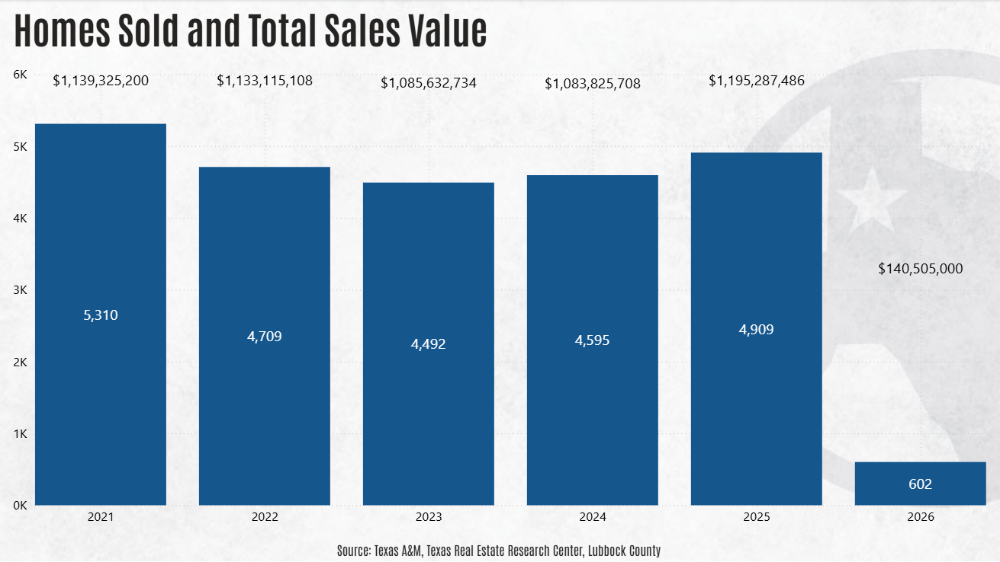 Homes Sold and Total Sales Value
6K
$1,139,325,200
$1,133,115,108
$1,085,632,734
$1,083,825,708
$1,195,287,486
5K
4K
$140,505,000
3K
5,310
4,709
4,492
4,595
4,909
2K
1K
602
0K
2021
2022
2023
2024
2025
2026
Source: Texas A&M, Texas Real Estate Research Center, Lubbock County